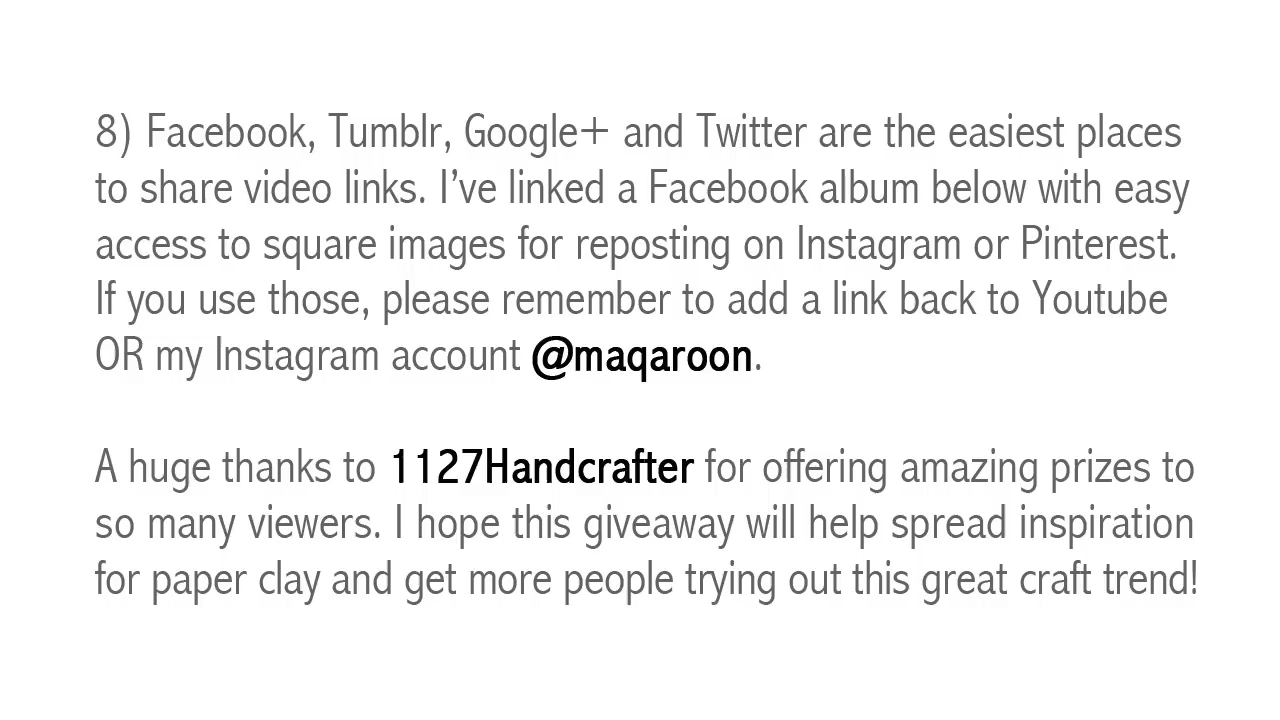 8) Facebook, Tumblr, Google+ and Twitter are the easiest places
to share video links. I've linked a Facebook album below with easy
access to square images for reposting on Instagram or Pinterest.
If you use those, please remember to add a link back to Youtube
OR my Instagram account @maqaroon.
A huge thanks to 1127Handcrafter for offering amazing prizes to
so many viewers. I hope this giveaway will help spread inspiration
for paper clay and get more people trying out this great craft trend!